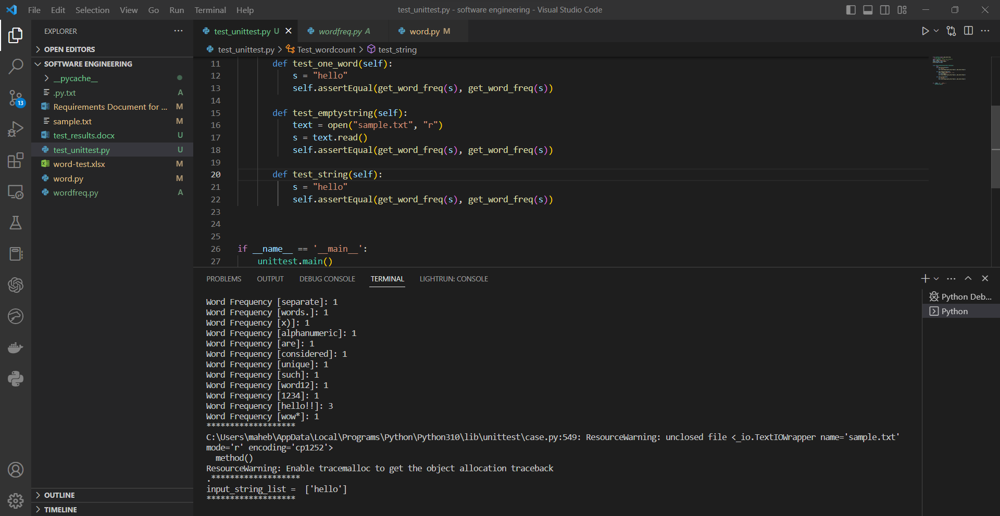 File Edit Selection View Go Run Terminal Help
test_unittest.py - software engineering - Visual Studio Code
EXPLORER
OPEN EDITORS
SOFTWARE ENGINEERING
__pycache__
.py.txt A
Requirements Document for ... M
sample.txt M
test_results.docx U
test_unittest.py U
word-test.xlsx M
word.py M
wordfreq.py A
13
OUTLINE
TIMELINE
test_unittest.py U
wordfreq.py A
word.py M
test_unittest.py > Test_wordcount > test_string
11 def test_one_word(self):
12 s = "hello"
13 self.assertEqual(get_word_freq(s), get_word_freq(s))
14
15 def test_emptystring(self):
16 text = open("sample.txt", "r")
17 s = text.read()
18 self.assertEqual(get_word_freq(s), get_word_freq(s))
19
20 def test_string(self):
21 s = "hello"
22 self.assertEqual(get_word_freq(s), get_word_freq(s))
23
24
25
26 if __name__ == '__main__':
27 unittest.main()
PROBLEMS OUTPUT DEBUG CONSOLE TERMINAL LIGHTRUN: CONSOLE
Word Frequency [separate]: 1
Word Frequency [words.]: 1
Word Frequency [x)]: 1
Word Frequency [alphanumeric]: 1
Word Frequency [are]: 1
Word Frequency [considered]: 1
Word Frequency [unique]: 1
Word Frequency [such]: 1
Word Frequency [word12]: 1
Word Frequency [1234]: 1
Word Frequency [hello!!]: 3
Word Frequency [wow*]: 1
*******************
C:\Users\maheb\AppData\Local\Programs\Python\Python310\lib\unittest\case.py:549: ResourceWarning: unclosed file <_io.TextIOWrapper name='sample.txt'
mode='r' encoding='cp1252'>
method()
ResourceWarning: Enable tracemalloc to get the object allocation traceback
.*******************
input_string_list = ['hello']
*******************
Python Deb...
Python